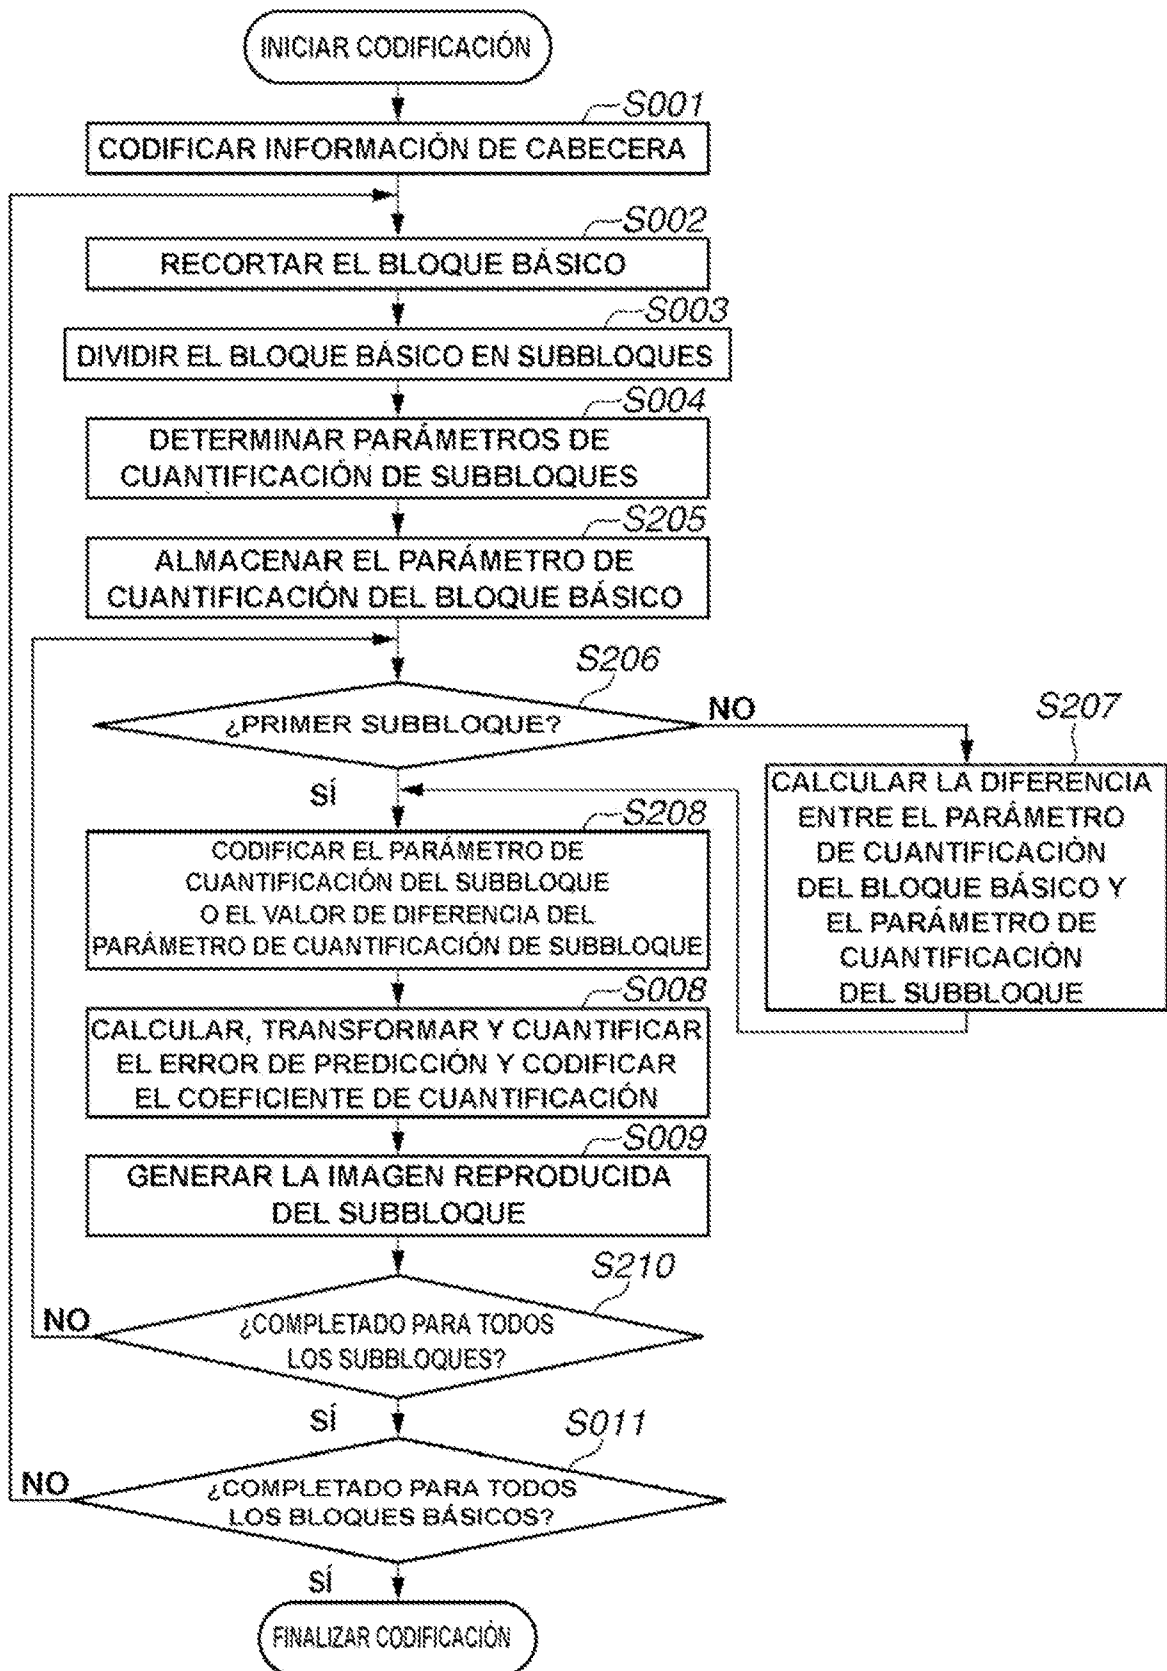 INICIAR CODIFICACIÓN
S001
CODIFICAR INFORMACIÓN DE CABECERA
S002
RECORTAR EL BLOQUE BÁSICO
S003
DIVIDIR EL BLOQUE BÁSICO EN SUBBLOQUES
S004
DETERMINAR PARÁMETROS DE
CUANTIFICACIÓN DE SUBBLOQUES
S205
ALMACENAR EL PARÁMETRO DE
CUANTIFICACIÓN DEL BLOQUE BÁSICO
S206
¿PRIMER SUBBLOQUE?
NO
SÍ
S207
CALCULAR LA DIFERENCIA
ENTRE EL PARÁMETRO
DE CUANTIFICACIÓN
DEL BLOQUE BÁSICO Y
EL PARÁMETRO DE
CUANTIFICACIÓN
DEL SUBBLOQUE
S208
CODIFICAR EL PARÁMETRO DE
CUANTIFICACIÓN DEL SUBBLOQUE
O EL VALOR DE DIFERENCIA DEL
PARÁMETRO DE CUANTIFICACIÓN DE SUBBLOQUE
S008
CALCULAR, TRANSFORMAR Y CUANTIFICAR
EL ERROR DE PREDICCIÓN Y CODIFICAR
EL COEFICIENTE DE CUANTIFICACIÓN
S009
GENERAR LA IMAGEN REPRODUCIDA
DEL SUBBLOQUE
S210
¿COMPLETADO PARA TODOS
LOS SUBBLOQUES?
NO
SÍ
S011
¿COMPLETADO PARA TODOS
LOS BLOQUES BÁSICOS?
NO
SÍ
FINALIZAR CODIFICACIÓN